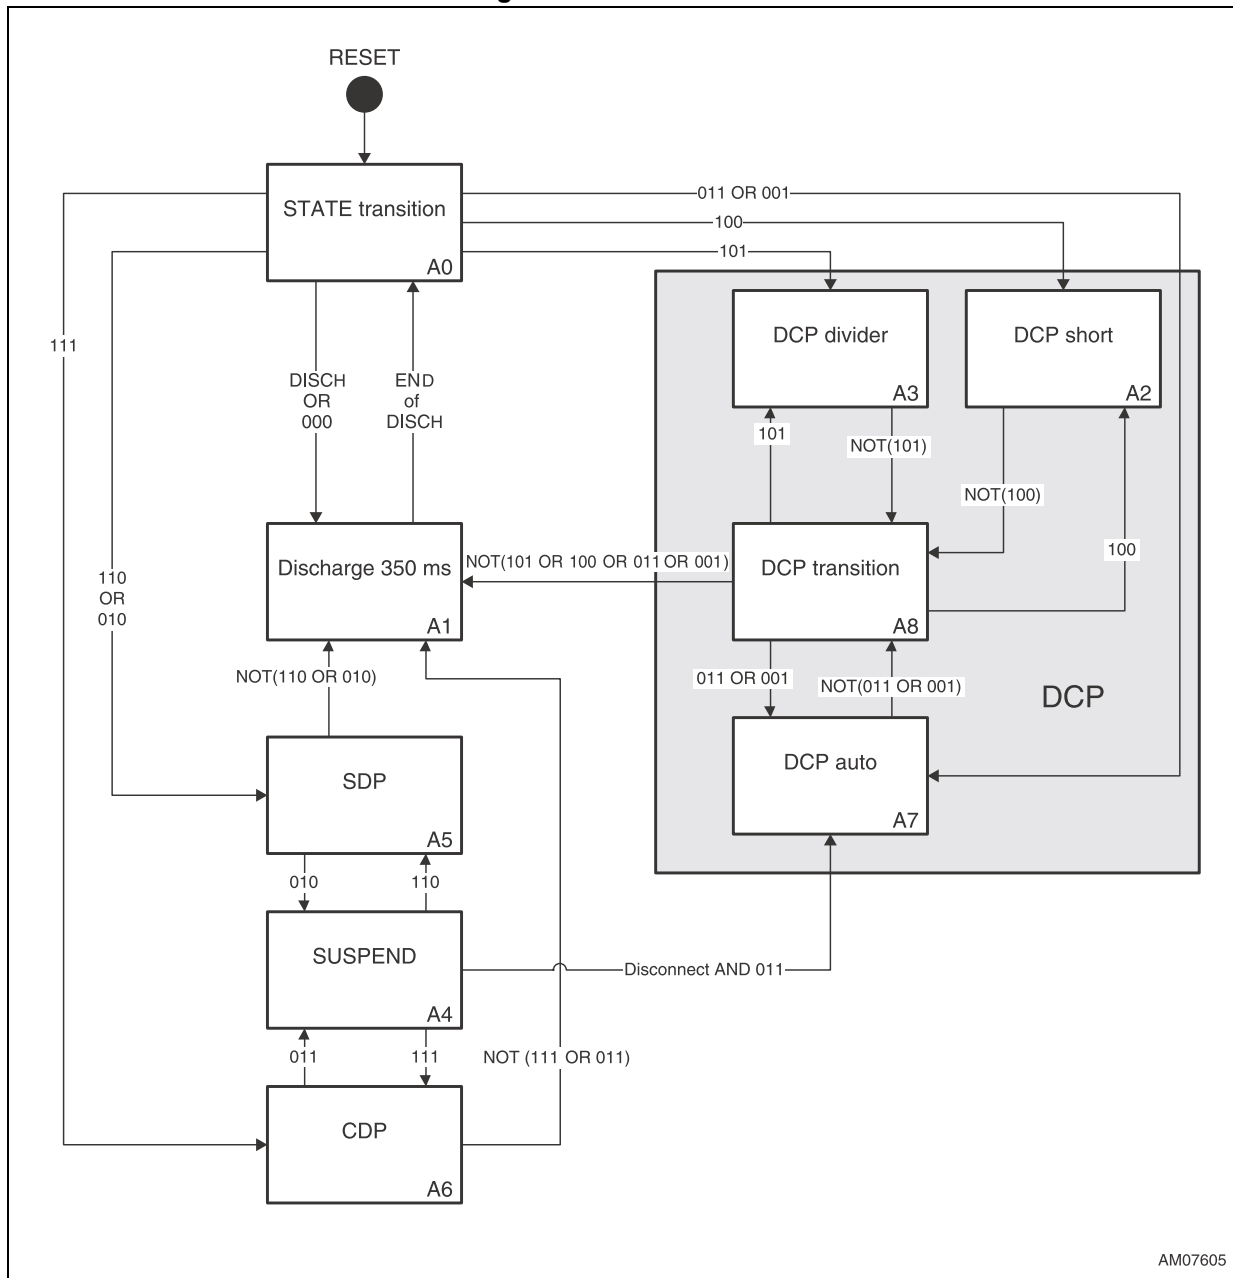 RESET
STATE transition
A0
011 OR 001
100
101
111
DISCH
OR
000
END
of
DISCH
DCP divider
A3
DCP short
A2
101
NOT(101)
NOT(100)
100
110
OR
010
Discharge 350 ms
A1
NOT(101 OR 100 OR 011 OR 001)
DCP transition
A8
NOT(110 OR 010)
011 OR 001
NOT(011 OR 001)
DCP
SDP
A5
DCP auto
A7
010
110
SUSPEND
A4
Disconnect AND 011
011
111
NOT (111 OR 011)
CDP
A6
AM07605